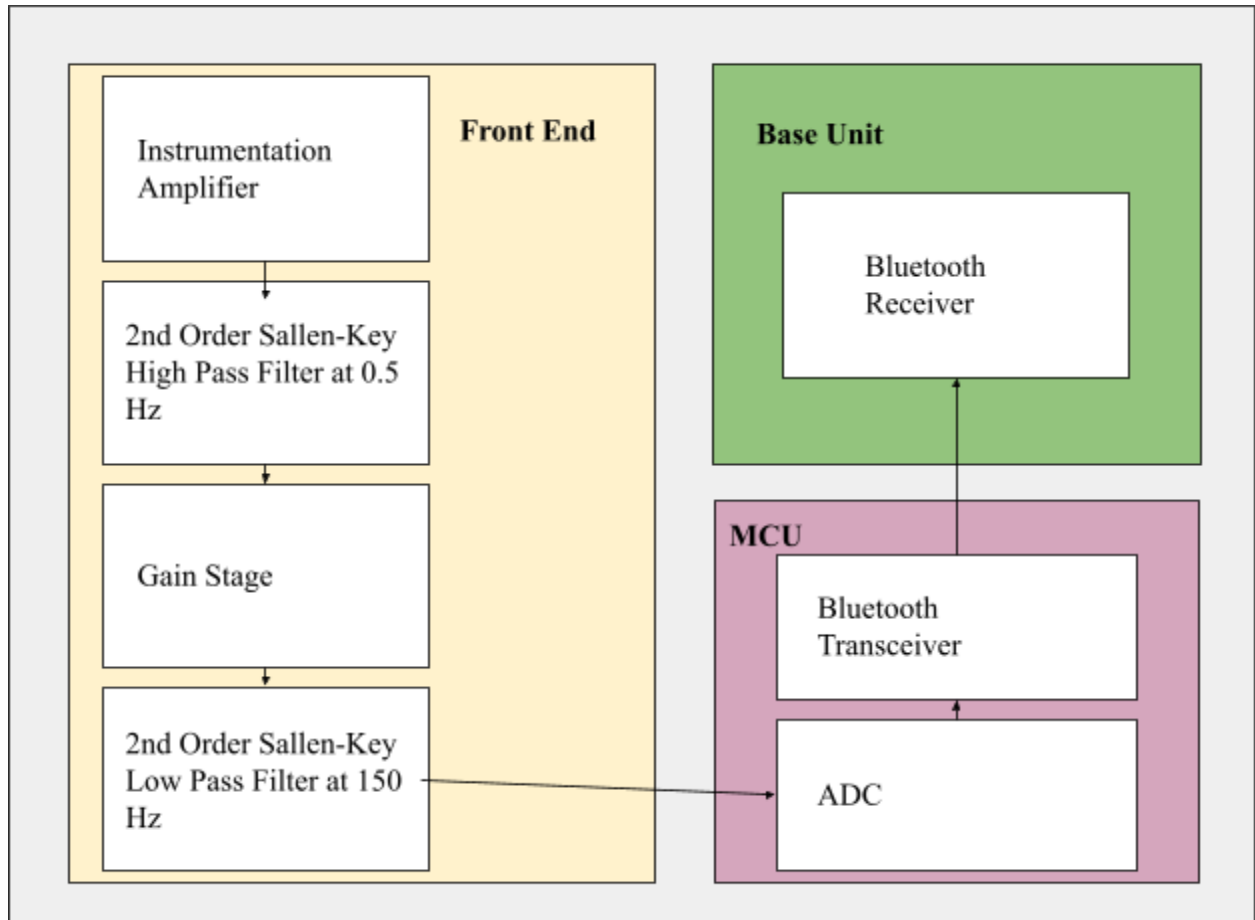 Front End
Instrumentation
Amplifier
2nd Order Sallen-Key
High Pass Filter at 0.5
Hz
Gain Stage
2nd Order Sallen-Key
Low Pass Filter at 150
Hz
Base Unit
Bluetooth
Receiver
MCU
Bluetooth
Transceiver
ADC